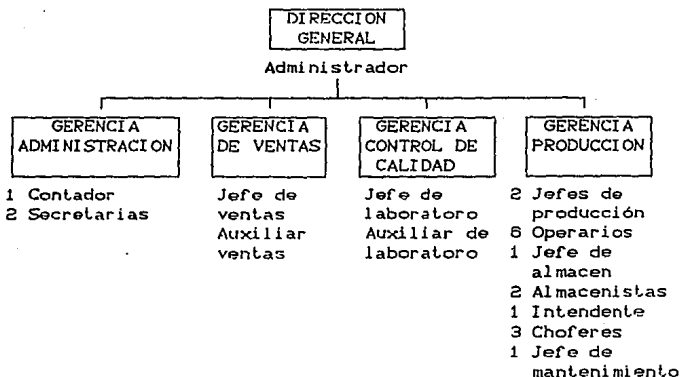 DIRECCION
GENERAL
Administrador
GERENCIA
ADMINISTRACION
1 Contador
2 Secretarias
GERENCIA
DE VENTAS
Jefe de
ventas
Auxiliar
ventas
GERENCIA
CONTROL DE
CALIDAD
Jefe de
laboratoro
Auxiliar de
laboratoro
GERENCIA
PRODUCCION
2 Jefes de
producción
6 Operarios
1 Jefe de
almacen
2 Almacenistas
1 Intendente
3 Choferes
1 Jefe de
mantenimiento